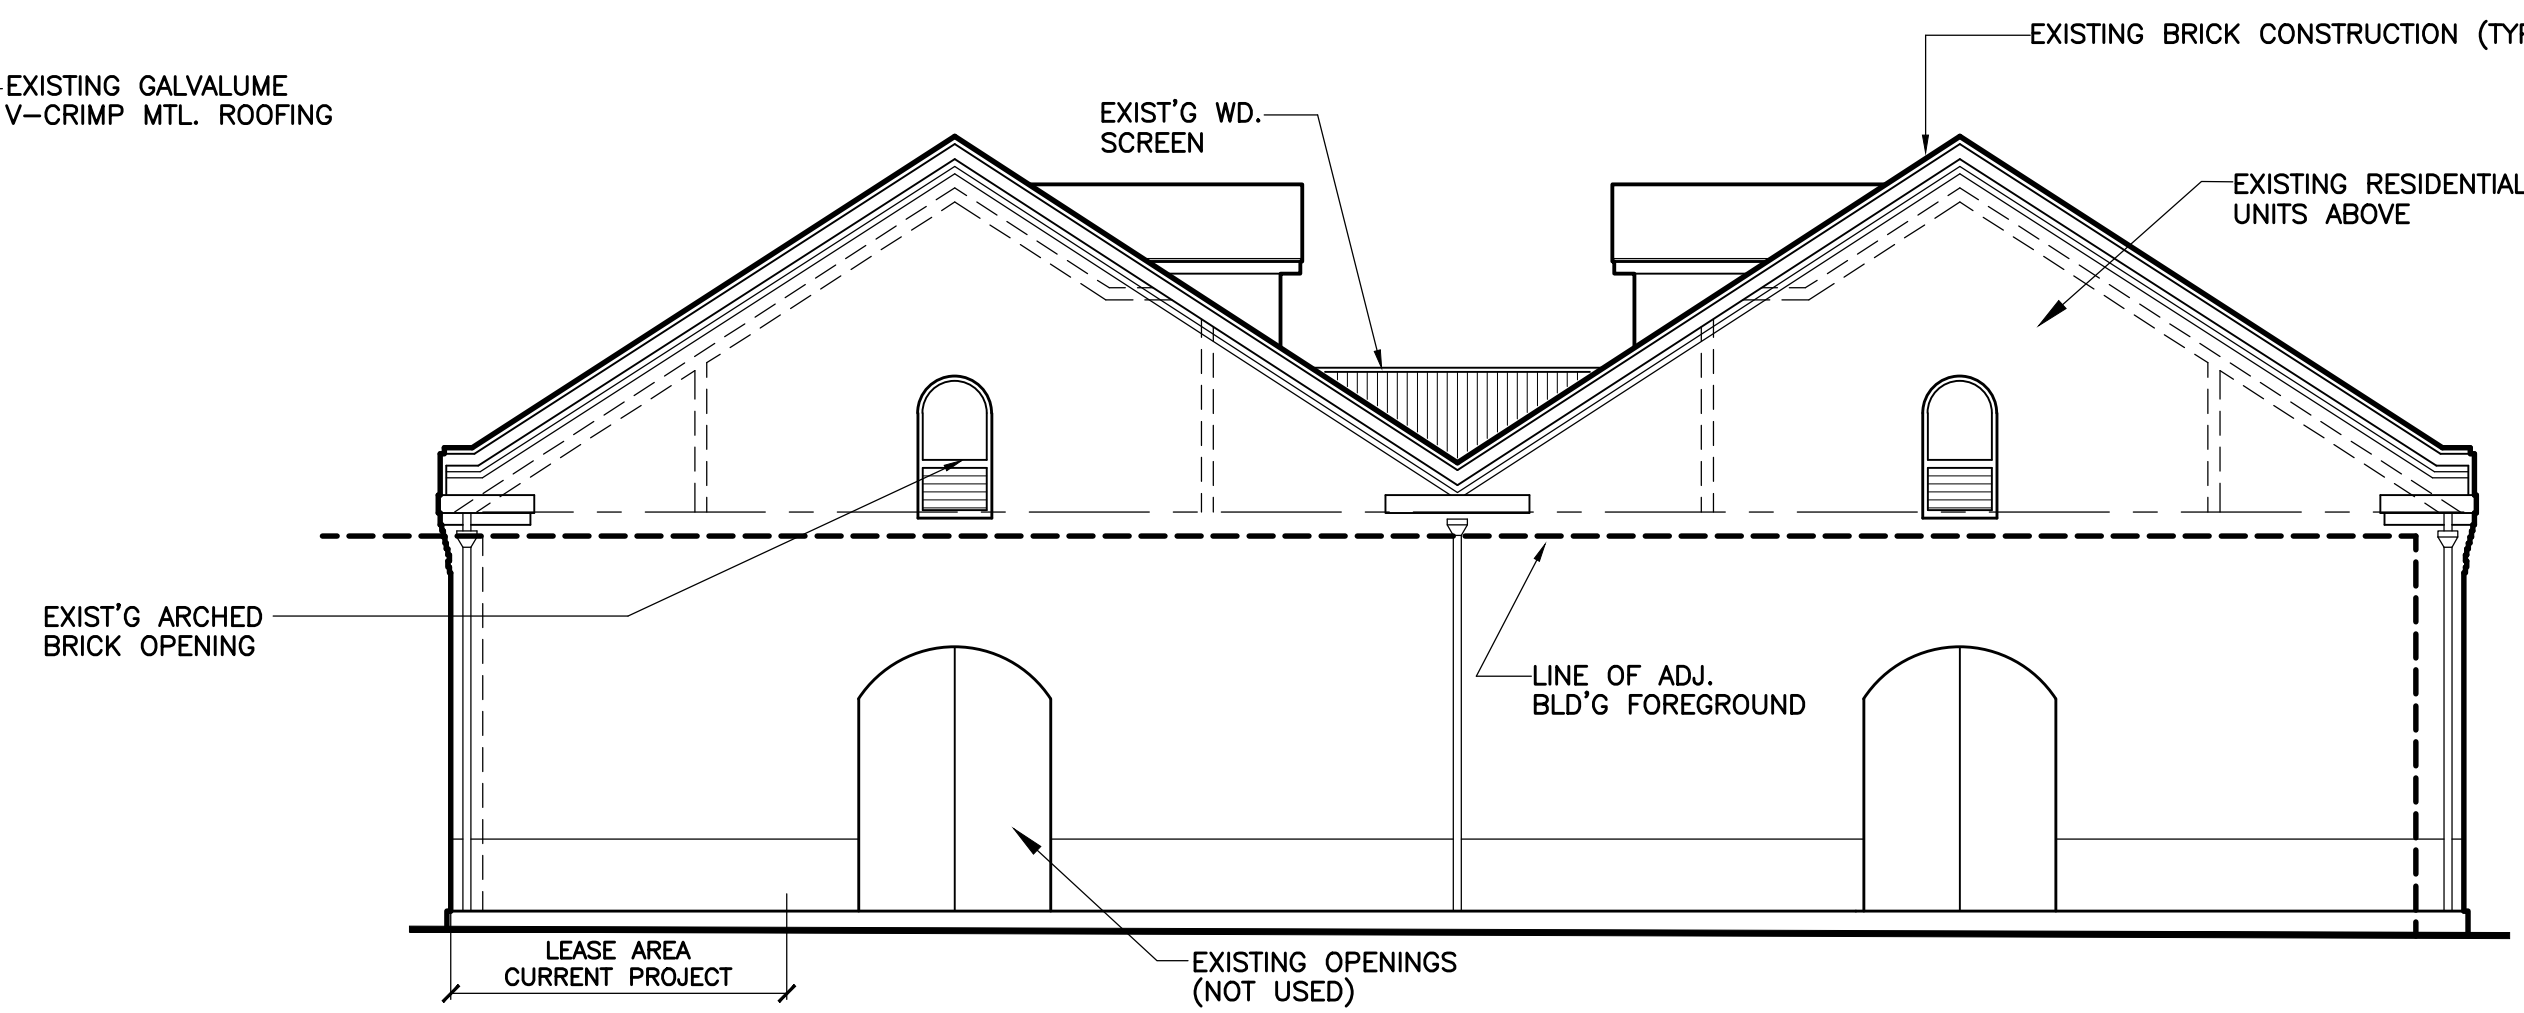 EXISTING BRICK CONSTRUCTION (TYP
EXISTING GALVALUME
V-CRIMP MTL. ROOFING
EXIST'G WD.
SCREEN
EXISTING RESIDENTIAL
UNITS ABOVE
EXIST'G ARCHED
BRICK OPENING
LINE OF ADJ.
BLD'G FOREGROUND
LEASE AREA
CURRENT PROJECT
EXISTING OPENINGS
(NOT USED)